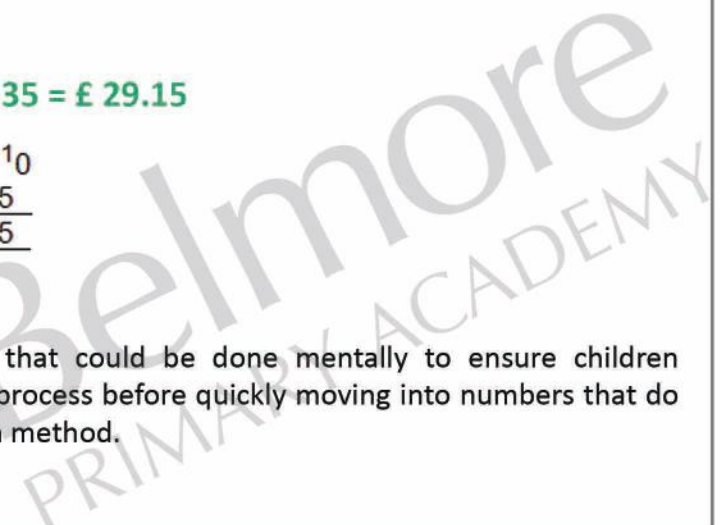 35 = £ 29.15
¹0
5
5
that could be done mentally to ensure children
process before quickly moving into numbers that do
method.
Belmore
PRIMARY ACADEMY